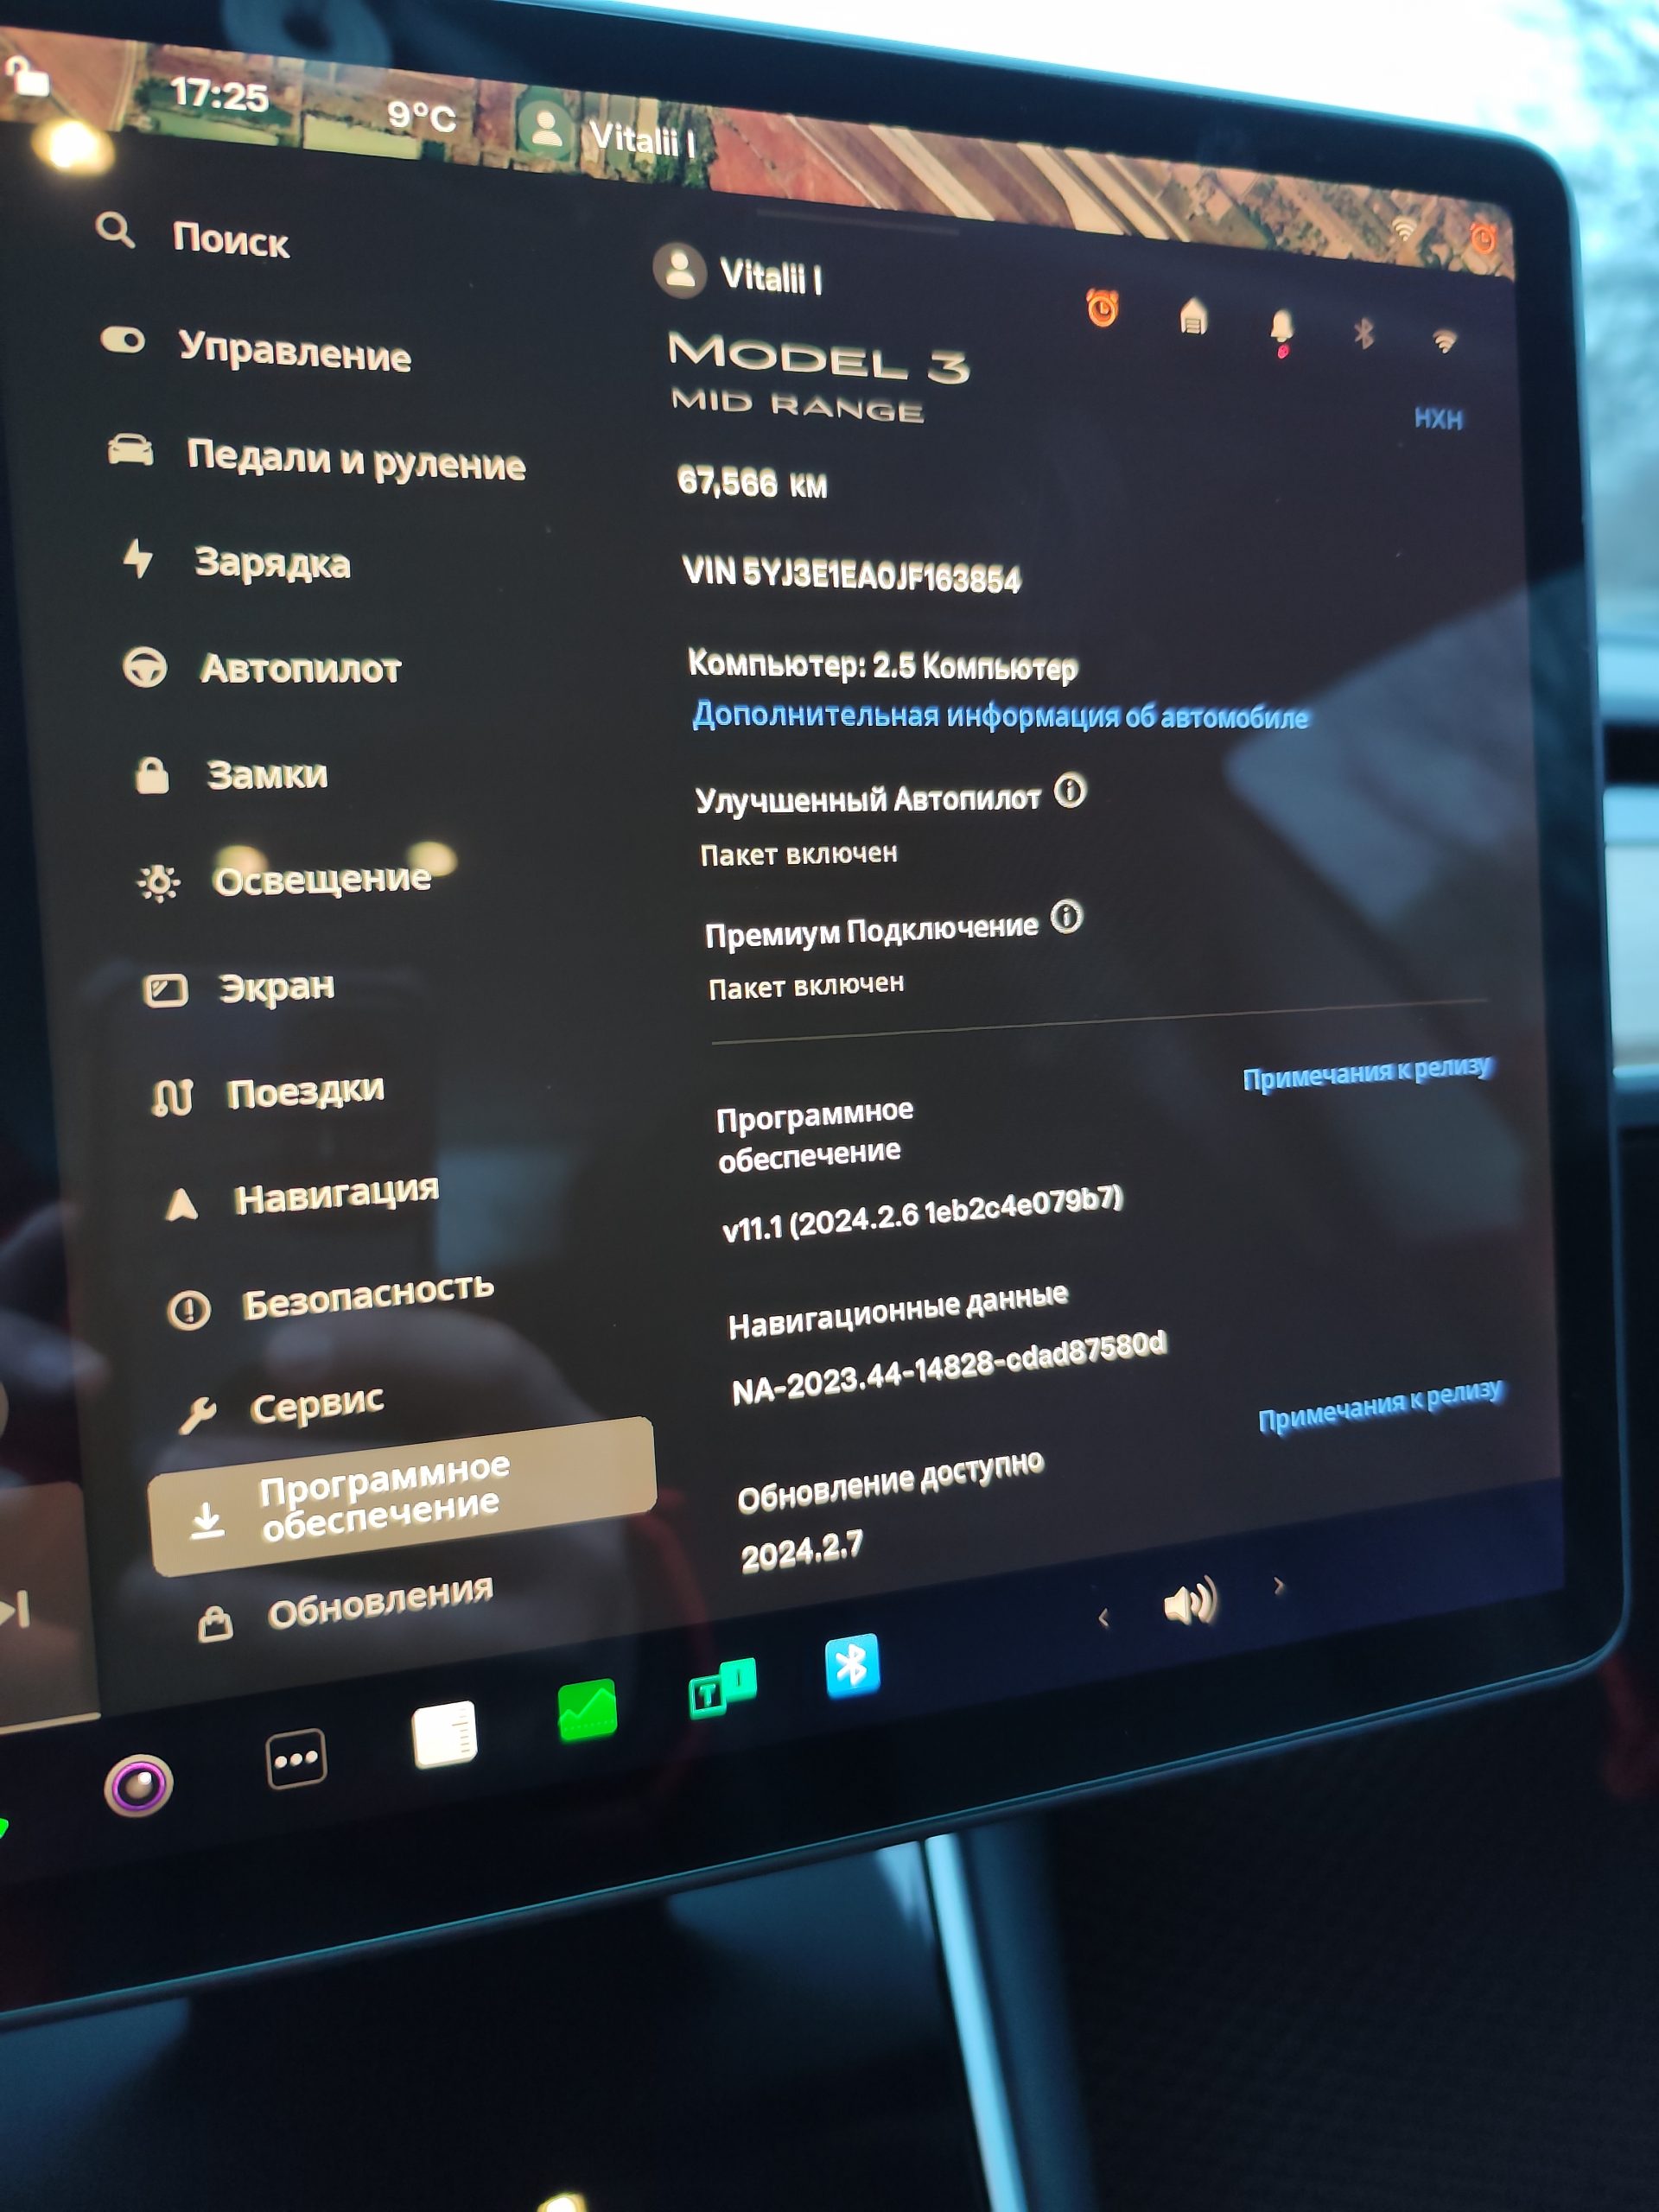 17:25
9°C
Vitalii I
Поиск
Управление
Педали и руление
Зарядка
Автопилот
Замки
Освещение
Экран
Поездки
Навигация
Безопасность
Сервис
Программное
обеспечение
Обновления
Vitalii I
MODEL 3
MID RANGE
НХН
67,566 км
VIN 5YJ3E1EA0JF163854
Компьютер: 2.5 Компьютер
Дополнительная информация об автомобиле
Улучшенный Автопилот
Пакет включен
Премиум Подключение
Пакет включен
Примечания к релизу
Программное
обеспечение
v11.1 (2024.2.6 1eb2c4e079b7)
Навигационные данные
NA-2023.44-14828-cdad87580d
Примечания к релизу
Обновление доступно
2024.2.7
T I